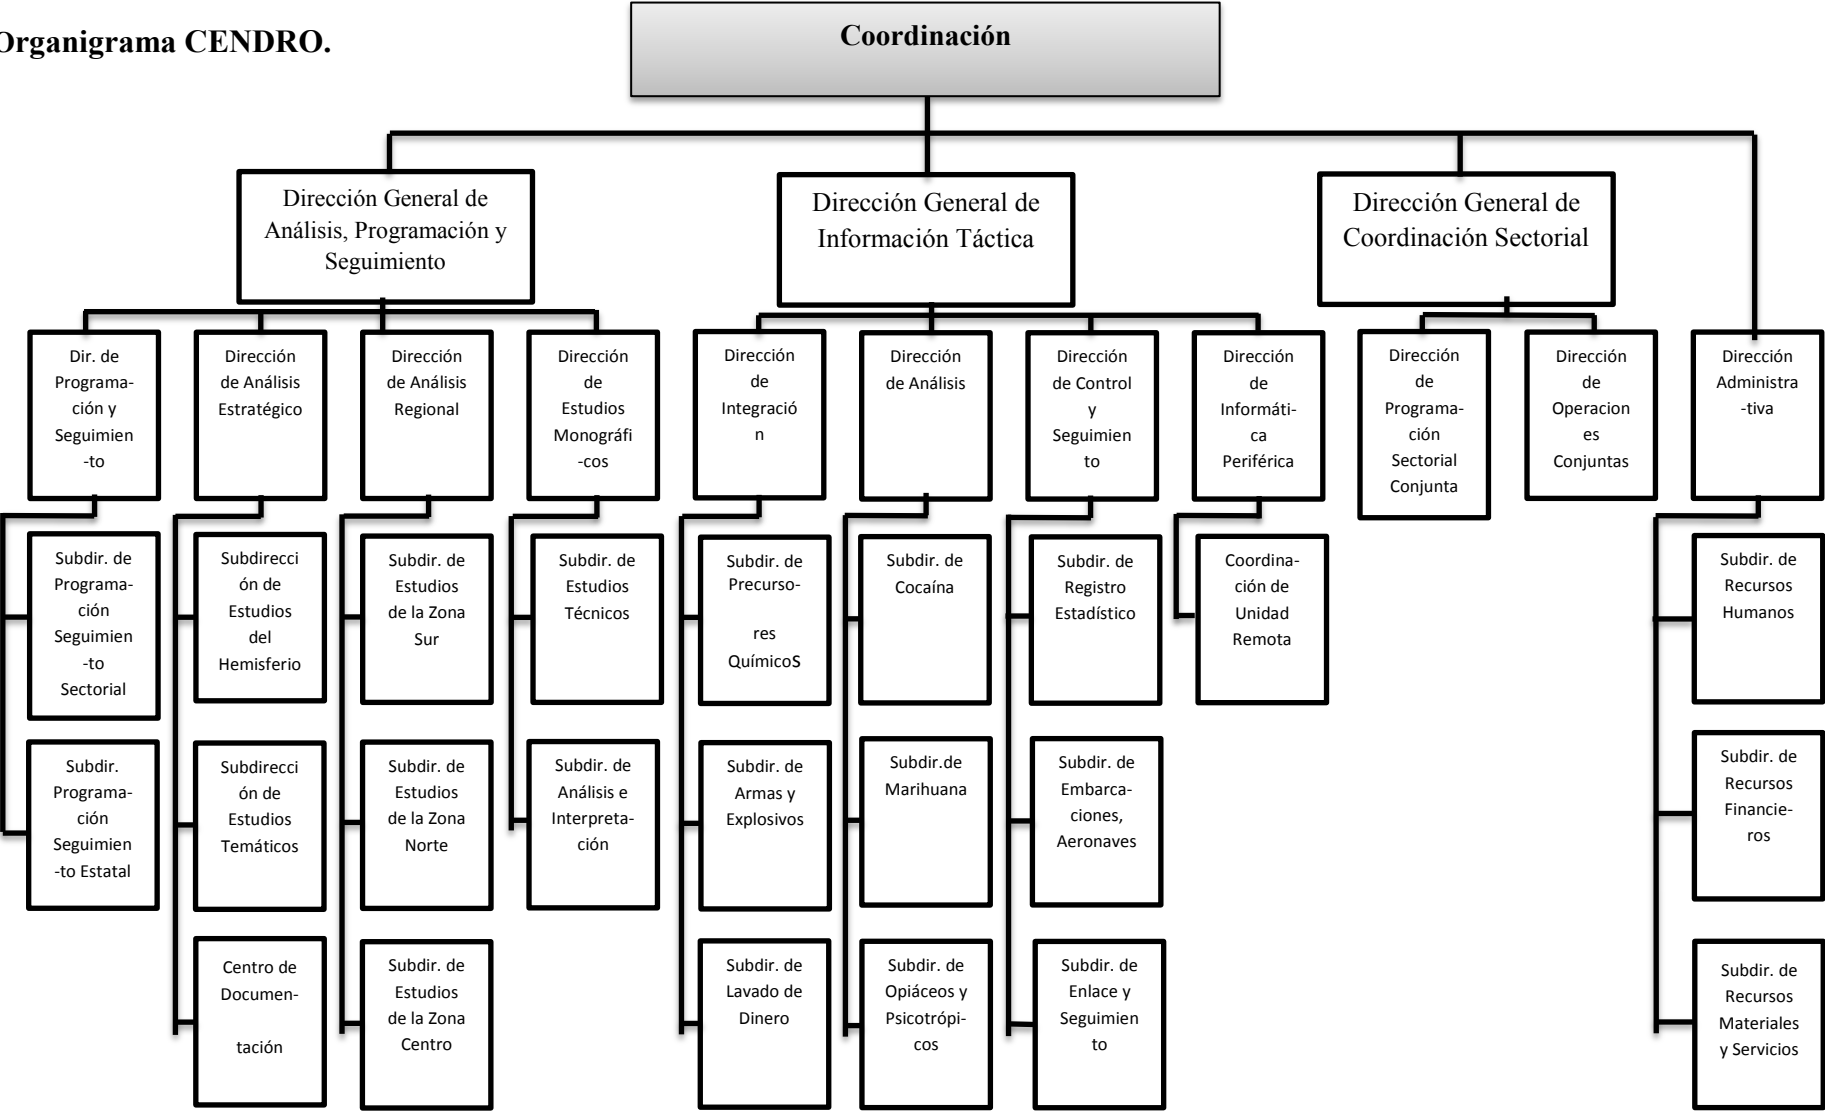 Organigrama CENDRO.
Coordinación
Dirección General de
Análisis, Programación y
Seguimiento
Dirección General de
Información Táctica
Dirección General de
Coordinación Sectorial
Dir. de
Programa-
ción y
Seguimien
-to
Dirección
de Análisis
Estratégico
Dirección
de Análisis
Regional
Dirección
de
Estudios
Monográfi
-cos
Dirección
de
Integració
n
Dirección
de Análisis
Dirección
de Control
y
Seguimien
to
Dirección
de
Informáti-
ca
Periférica
Dirección
de
Programa-
ción
Sectorial
Conjunta
Dirección
de
Operacion
es
Conjuntas
Dirección
Administra
-tiva
Subdir. de
Programa-
ción
Seguimien
-to
Sectorial
Subdirecci
ón de
Estudios
del
Hemisferio
Subdir. de
Estudios
de la Zona
Sur
Subdir. de
Estudios
Técnicos
Subdir. de
Precurso-
res
Químicos
Subdir. de
Cocaína
Subdir. de
Registro
Estadístico
Coordina-
ción de
Unidad
Remota
Subdir. de
Recursos
Humanos
Subdir.
Programa-
ción
Seguimien
-to Estatal
Subdirecci
ón de
Estudios
Temáticos
Subdir. de
Estudios
de la Zona
Norte
Subdir. de
Análisis e
Interpreta-
ción
Subdir. de
Armas y
Explosivos
Subdir.de
Marihuana
Subdir. de
Embarca-
ciones,
Aeronaves
Subdir. de
Recursos
Financie-
ros
Centro de
Documen-
tación
Subdir. de
Estudios
de la Zona
Centro
Subdir. de
Lavado de
Dinero
Subdir. de
Opiáceos y
Psicotrópi-
cos
Subdir. de
Enlace y
Seguimien
to
Subdir. de
Recursos
Materiales
y Servicios